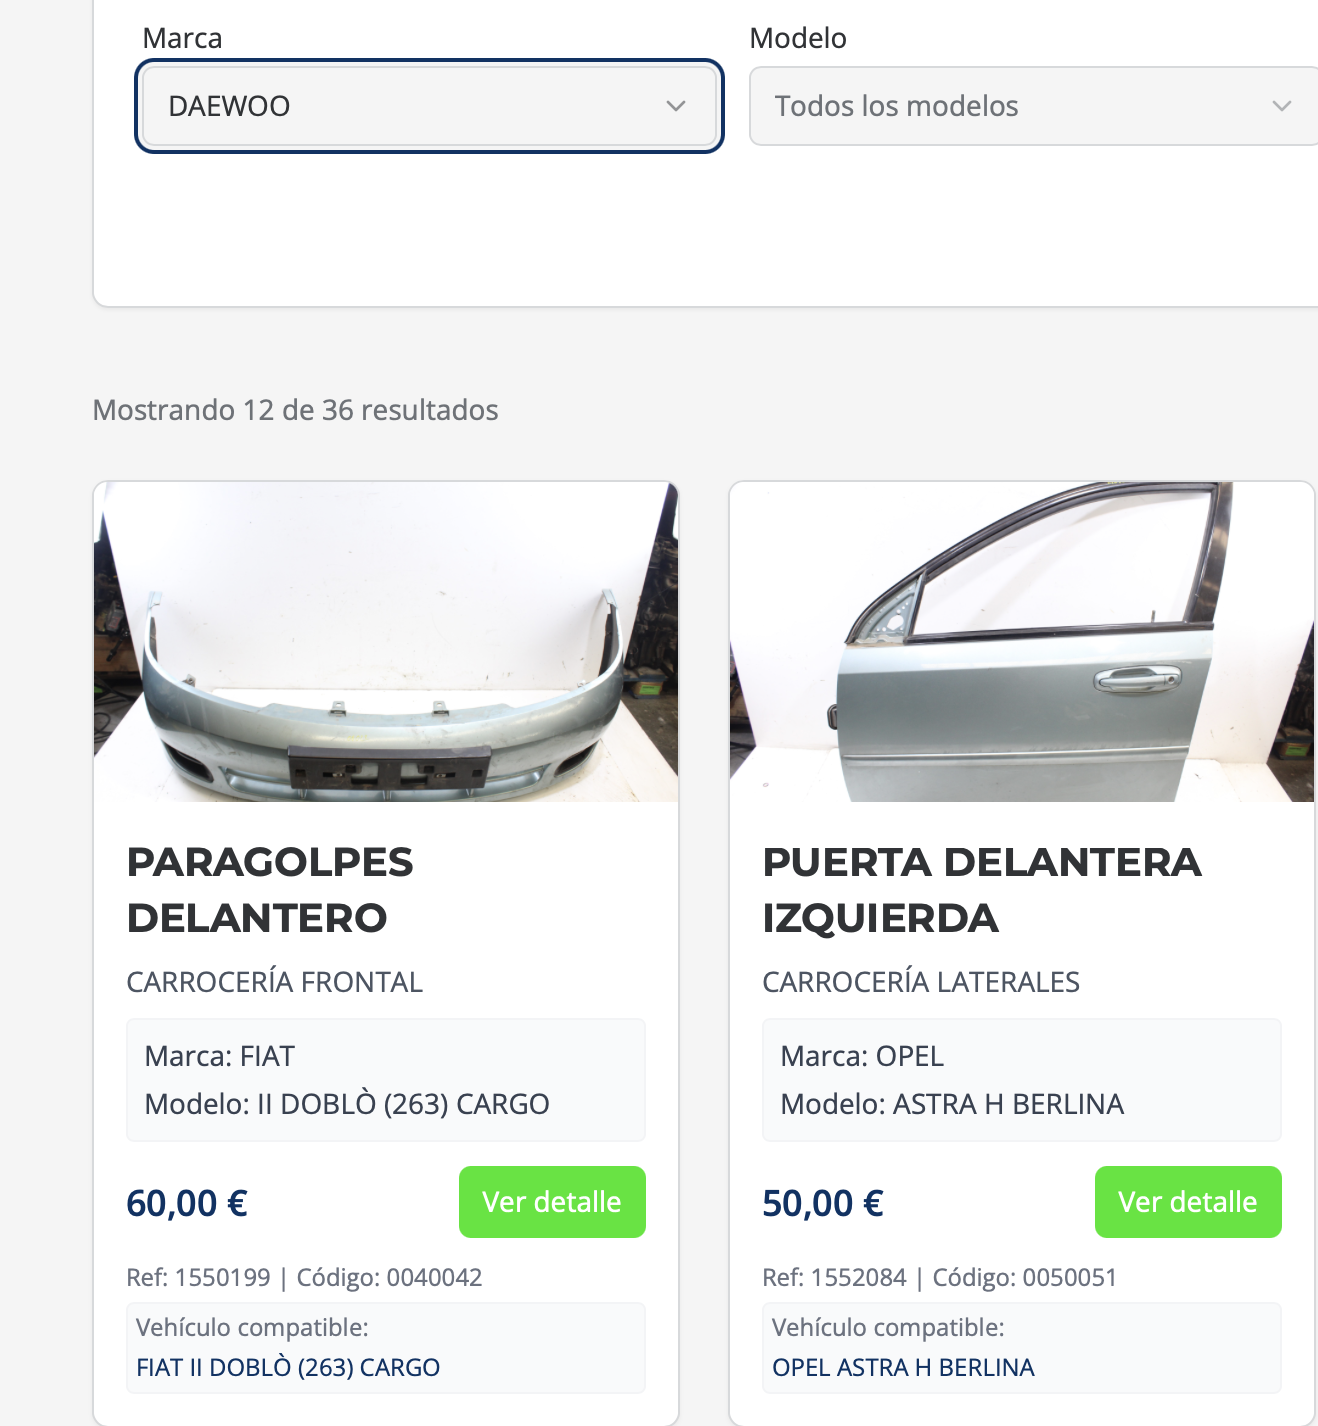 Marca
Modelo
DAEWOO
Todos los modelos
Mostrando 12 de 36 resultados
PARAGOLPES
DELANTERO
CARROCERÍA FRONTAL
Marca: FIAT
Modelo: II DOBLÒ (263) CARGO
60,00 €
Ver detalle
Ref: 1550199 | Código: 0040042
Vehículo compatible:
FIAT II DOBLÒ (263) CARGO
PUERTA DELANTERA
IZQUIERDA
CARROCERÍA LATERALES
Marca: OPEL
Modelo: ASTRA H BERLINA
50,00 €
Ver detalle
Ref: 1552084 | Código: 0050051
Vehículo compatible:
OPEL ASTRA H BERLINA